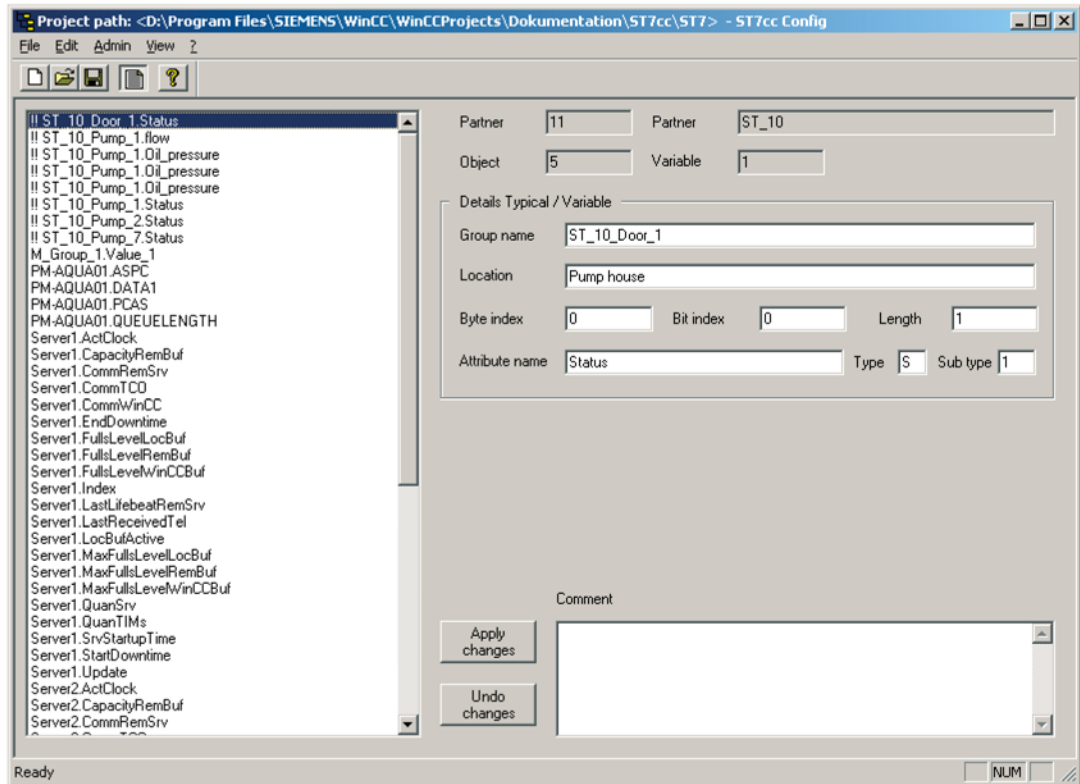 Project path: <D:\Program Files\SIEMENS\WinCC\WinCCProjects\Dokumentation\ST7cc\ST7> - ST7cc Config
File Edit Admin View ?
!! ST_10_Door_1.Status
!! ST_10_Pump_1.flow
!! ST_10_Pump_1.Oil_pressure
!! ST_10_Pump_1.Oil_pressure
!! ST_10_Pump_1.Oil_pressure
!! ST_10_Pump_1.Status
!! ST_10_Pump_2.Status
!! ST_10_Pump_7.Status
M_Group_1.Value_1
PM-AQUA01.ASPC
PM-AQUA01.DATA1
PM-AQUA01.PCAS
PM-AQUA01.QUEUELENGTH
Server1.ActClock
Server1.CapacityRemBuf
Server1.CommRemSrv
Server1.CommTCO
Server1.CommWinCC
Server1.EndDowntime
Server1.FullsLevelLocBuf
Server1.FullsLevelRemBuf
Server1.FullsLevelWinCCBuf
Server1.Index
Server1.LastLifebeatRemSrv
Server1.LastReceivedTel
Server1.LocBufActive
Server1.MaxFullsLevelLocBuf
Server1.MaxFullsLevelRemBuf
Server1.MaxFullsLevelWinCCBuf
Server1.QuanSrv
Server1.QuanTIMs
Server1.SrvStartupTime
Server1.StartDowntime
Server1.Update
Server2.ActClock
Server2.CapacityRemBuf
Server2.CommRemSrv
Partner 11 Partner ST_10
Object 5 Variable 1
Details Typical / Variable
Group name ST_10_Door_1
Location Pump house
Byte index 0 Bit index 0 Length 1
Attribute name Status Type S Sub type 1
Comment
Apply
changes
Undo
changes
Ready NUM